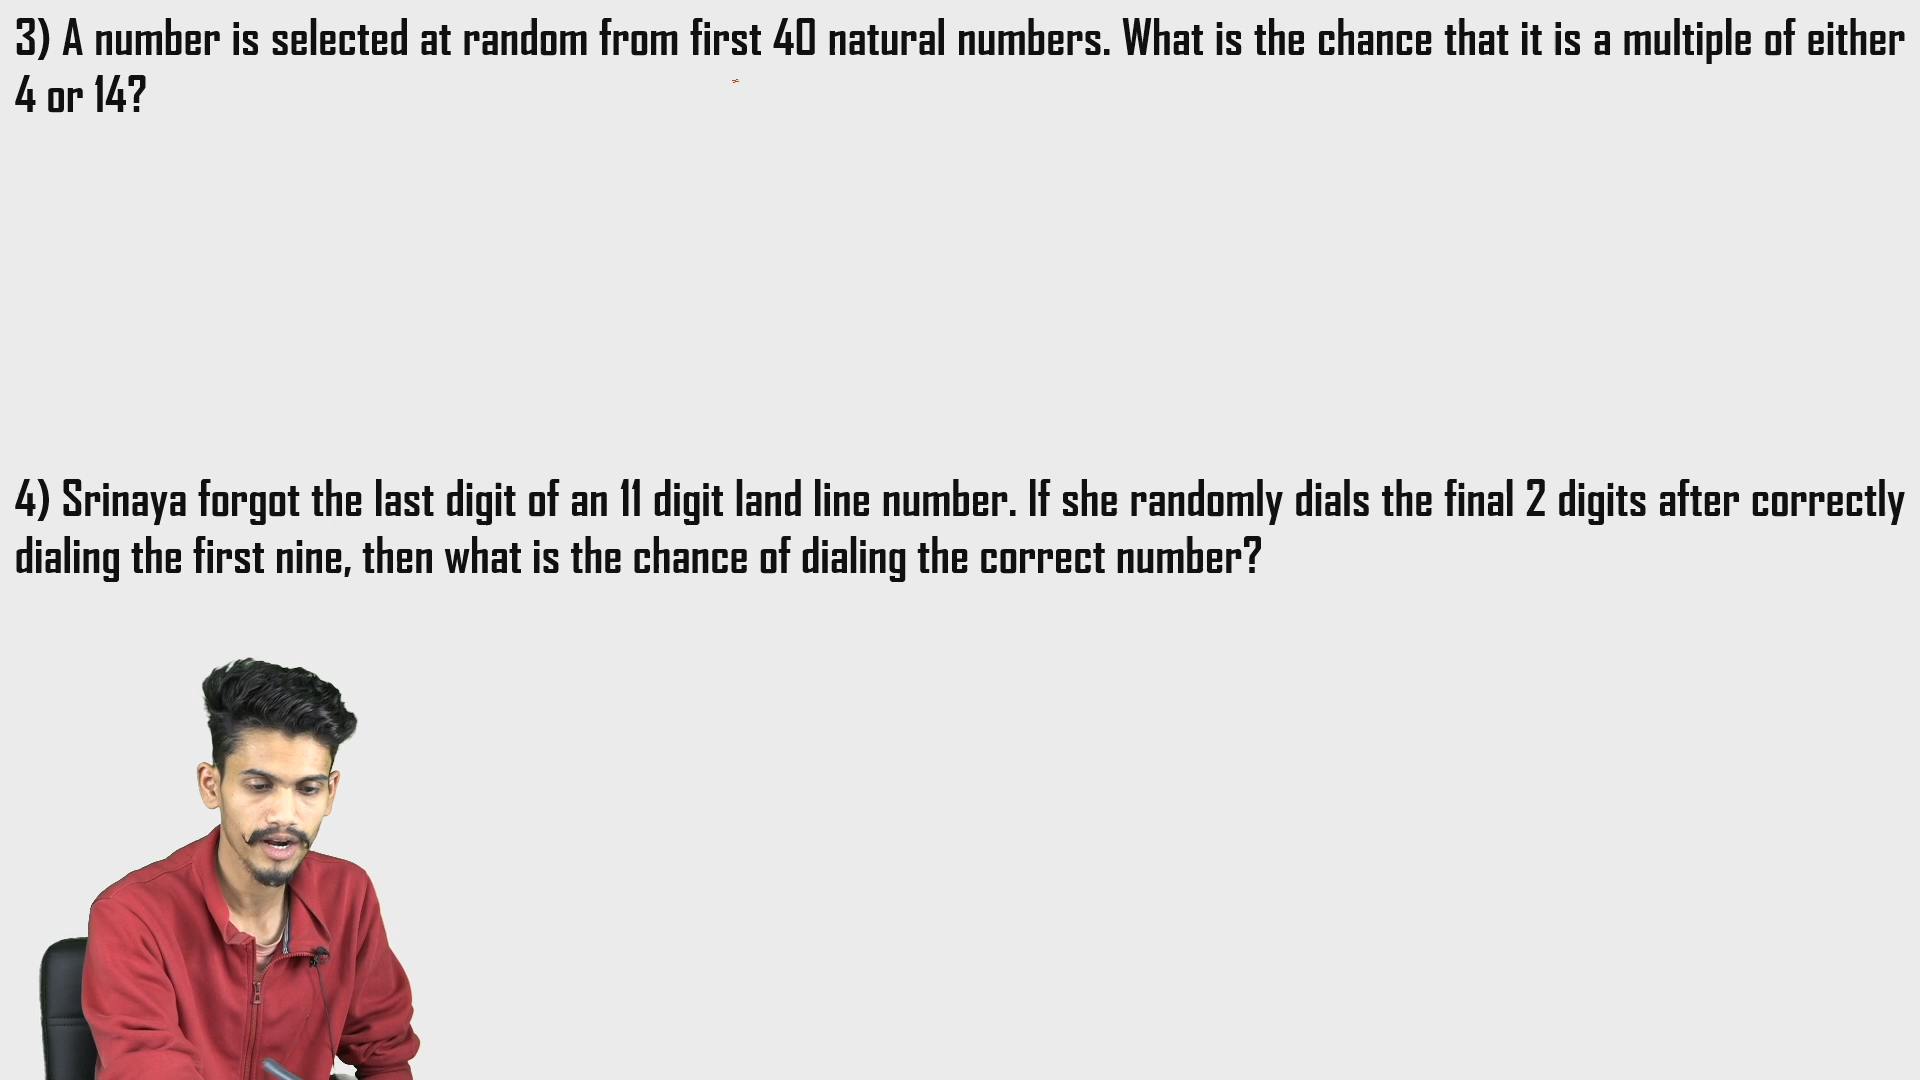 3) A number is selected at random from first 40 natural numbers. What is the chance that it is a multiple of either
4 or 14?
4) Srinaya forgot the last digit of an 11 digit land line number. If she randomly dials the final 2 digits after correctly
dialing the first nine, then what is the chance of dialing the correct number?